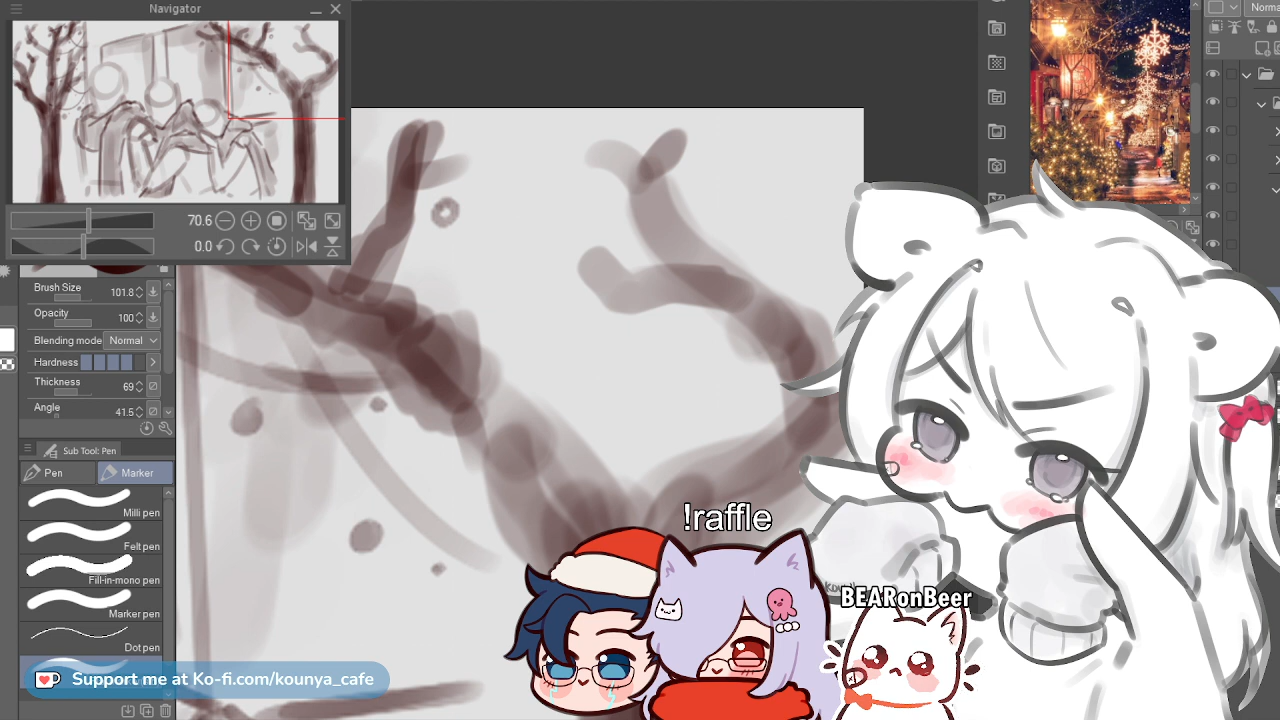 Navigator
Norma
70.6
0.0
Brush Size
101.8
Opacity
100
Blending mode Normal
Hardness
Thickness
69
Angle
41.5
Sub Tool: Pen
Pen
Marker
Milli pen
Felt pen
Fill-in-mono pen
Marker pen
Dot pen
!raffle
BEARonBeer
Support me at Ko-fi.com/kounya_cafe